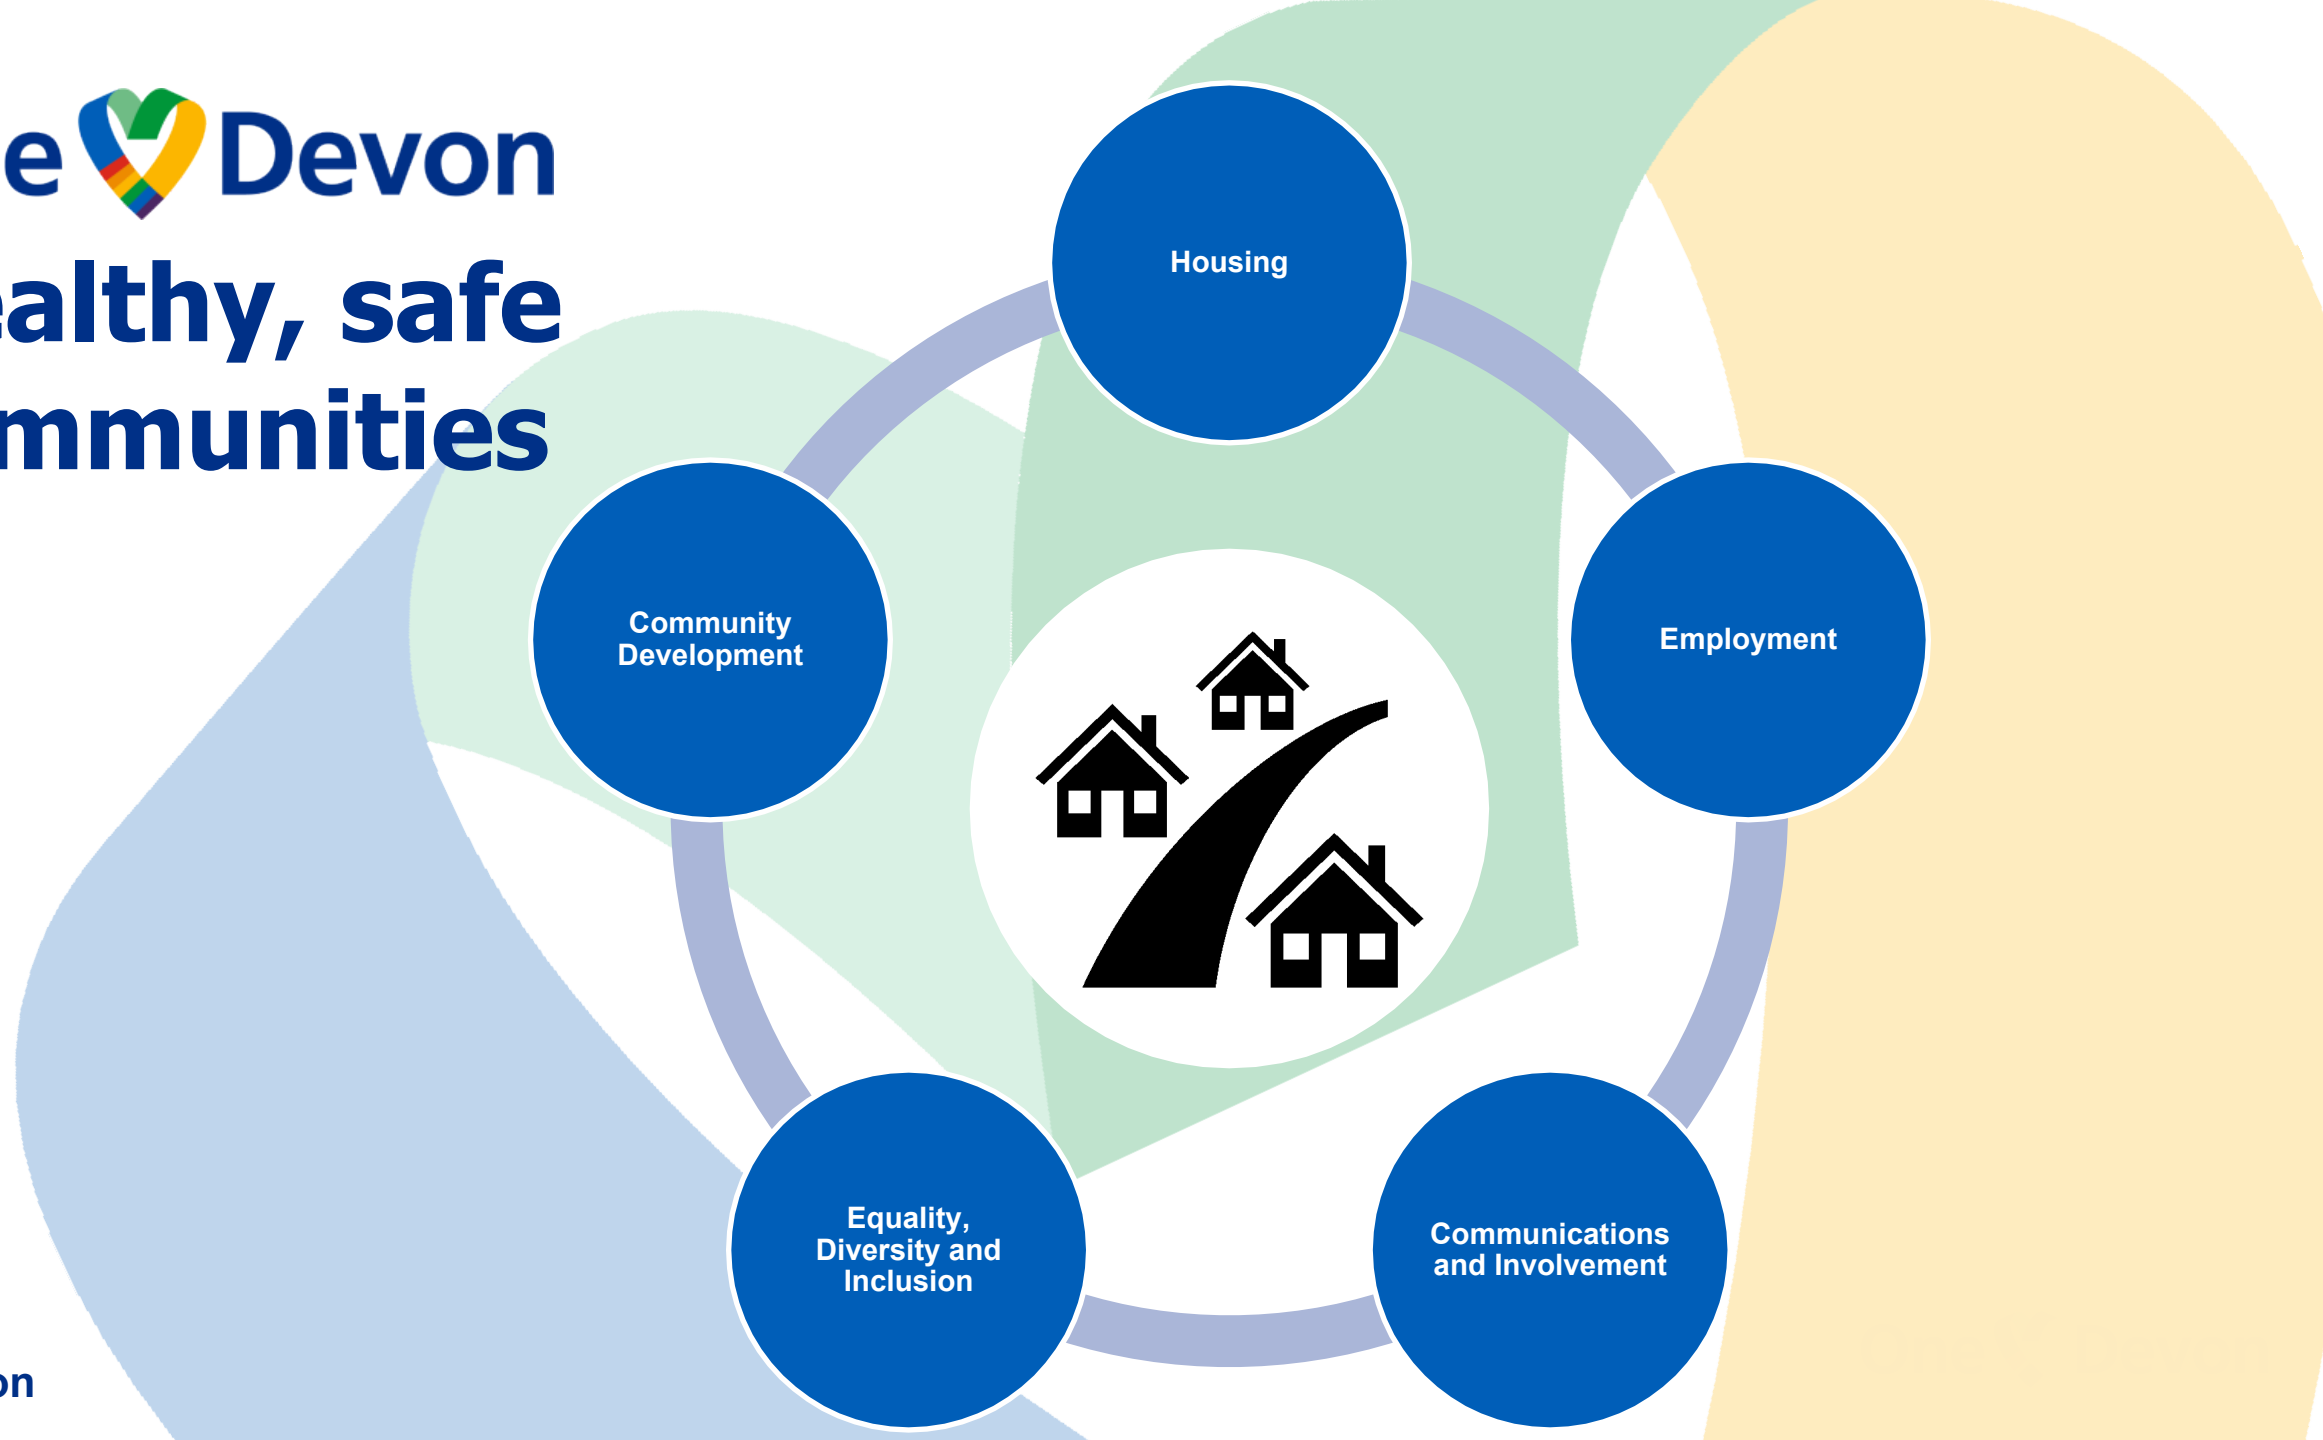 e Devon
ealthy, safe
mmunities
Housing
Community
Development
Employment
Equality,
Diversity and
Inclusion
Communications
and Involvement
on